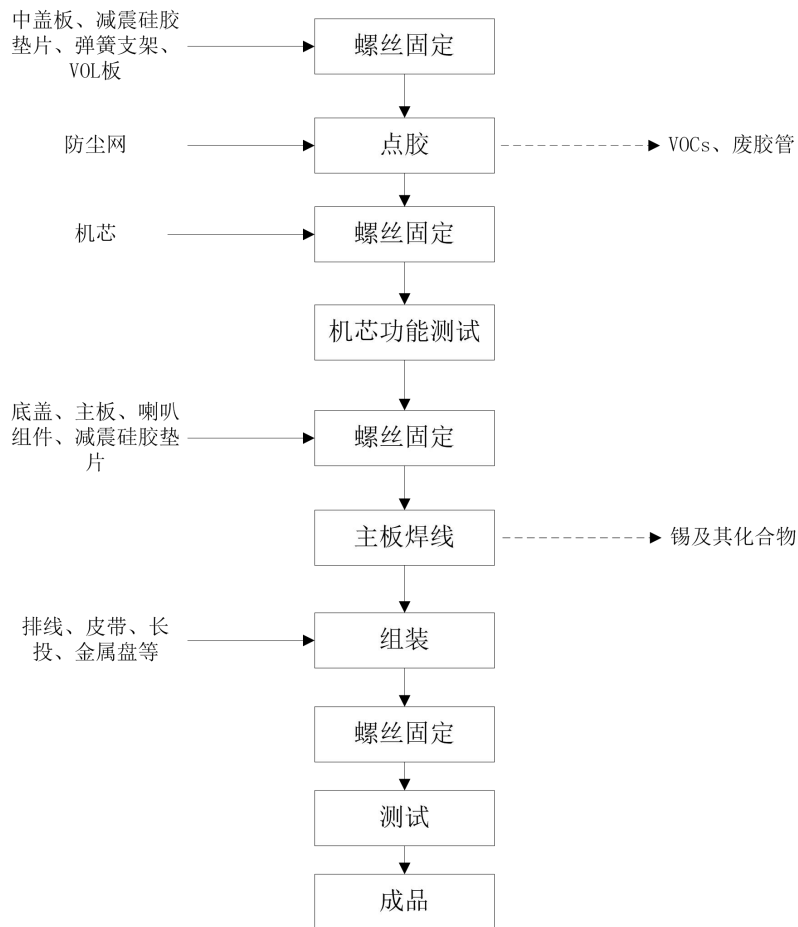 中盖板、减震硅胶
垫片、弹簧支架、
VOL板
螺丝固定
防尘网
点胶
VOCs、废胶管
机芯
螺丝固定
机芯功能测试
底盖、主板、喇叭
组件、减震硅胶垫
片
螺丝固定
主板焊线
锡及其化合物
排线、皮带、长
投、金属盘等
组装
螺丝固定
测试
成品